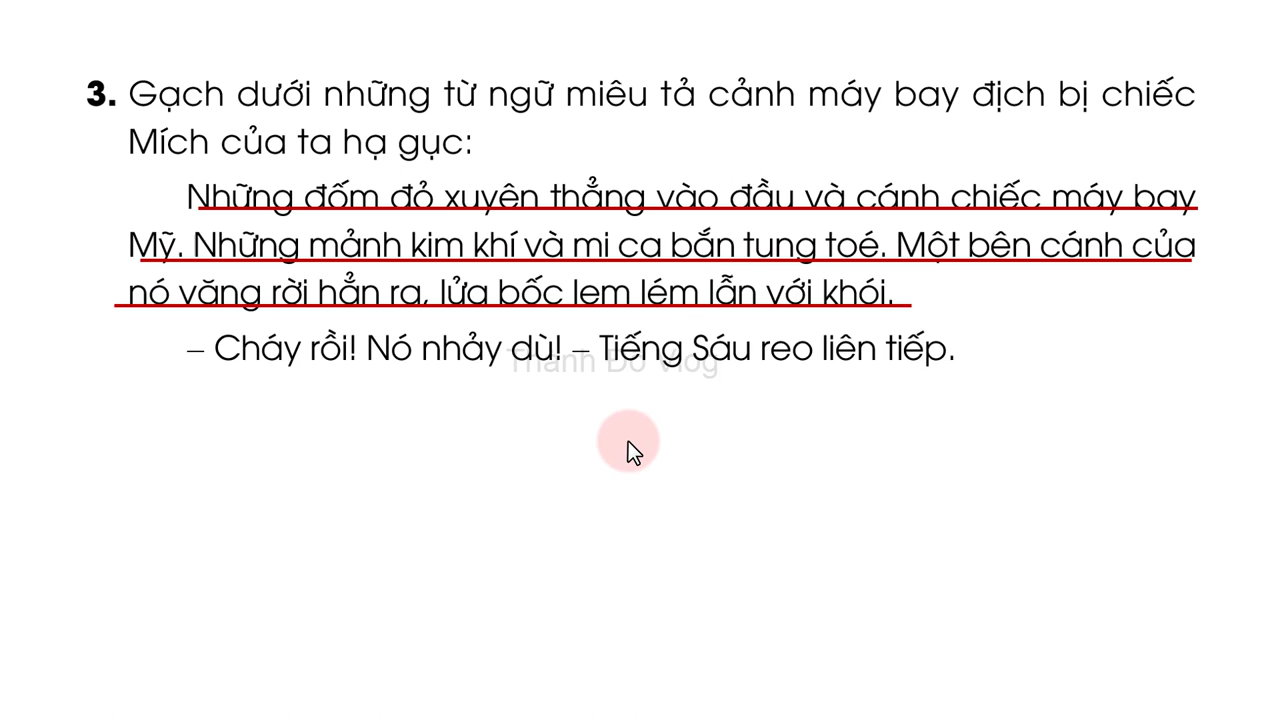 3. Gạch dưới những từ ngữ miêu tả cảnh máy bay địch bị chiếc
Mích của ta hạ gục:
Những đốm đỏ xuyên thẳng vào đầu và cánh chiếc máy bay
Mỹ. Những mảnh kim khí và mi ca bắn tung toé. Một bên cánh của
nó văng rời hẳn ra, lửa bốc lem lém lẫn với khói.
– Cháy rồi! Nó nhảy dù! – Tiếng Sáu reo liên tiếp.
Thanh Do Vlog